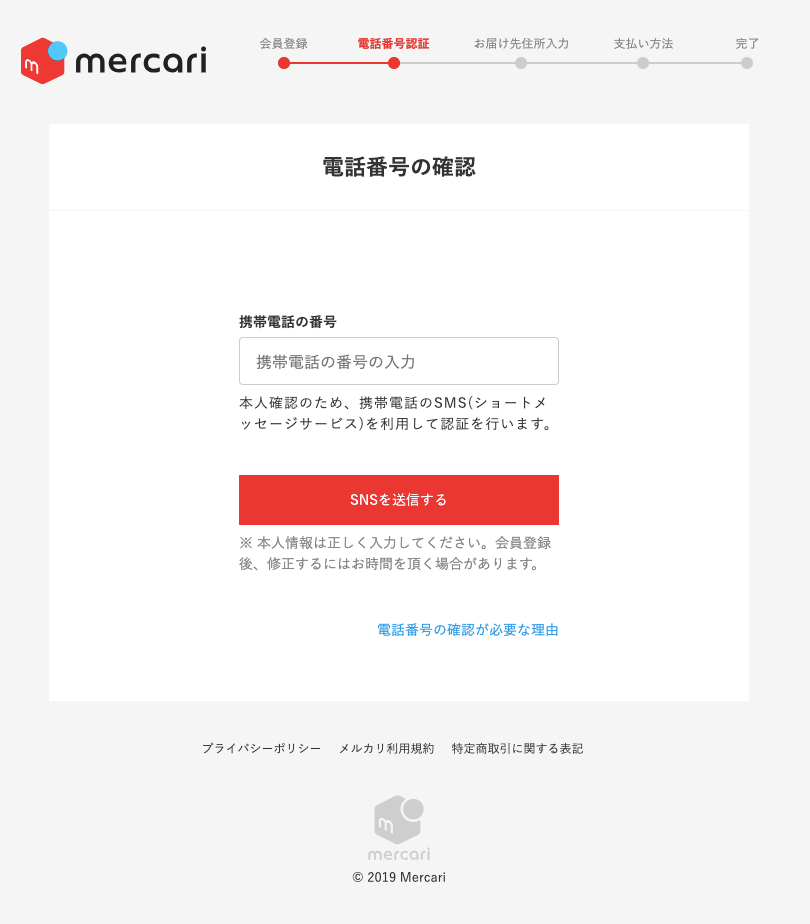 mercari
会員登録
電話番号認証
お届け先住所入力
支払い方法
完了
電話番号の確認
携帯電話の番号
携帯電話の番号の入力
本人確認のため、携帯電話のSMS(ショートメ
ッセージサービス)を利用して認証を行います。
SNSを送信する
※ 本人情報は正しく入力してください。会員登録
後、修正するにはお時間を頂く場合があります。
電話番号の確認が必要な理由
プライバシーポリシー
メルカリ利用規約
特定商取引に関する表記
mercari
© 2019 Mercari